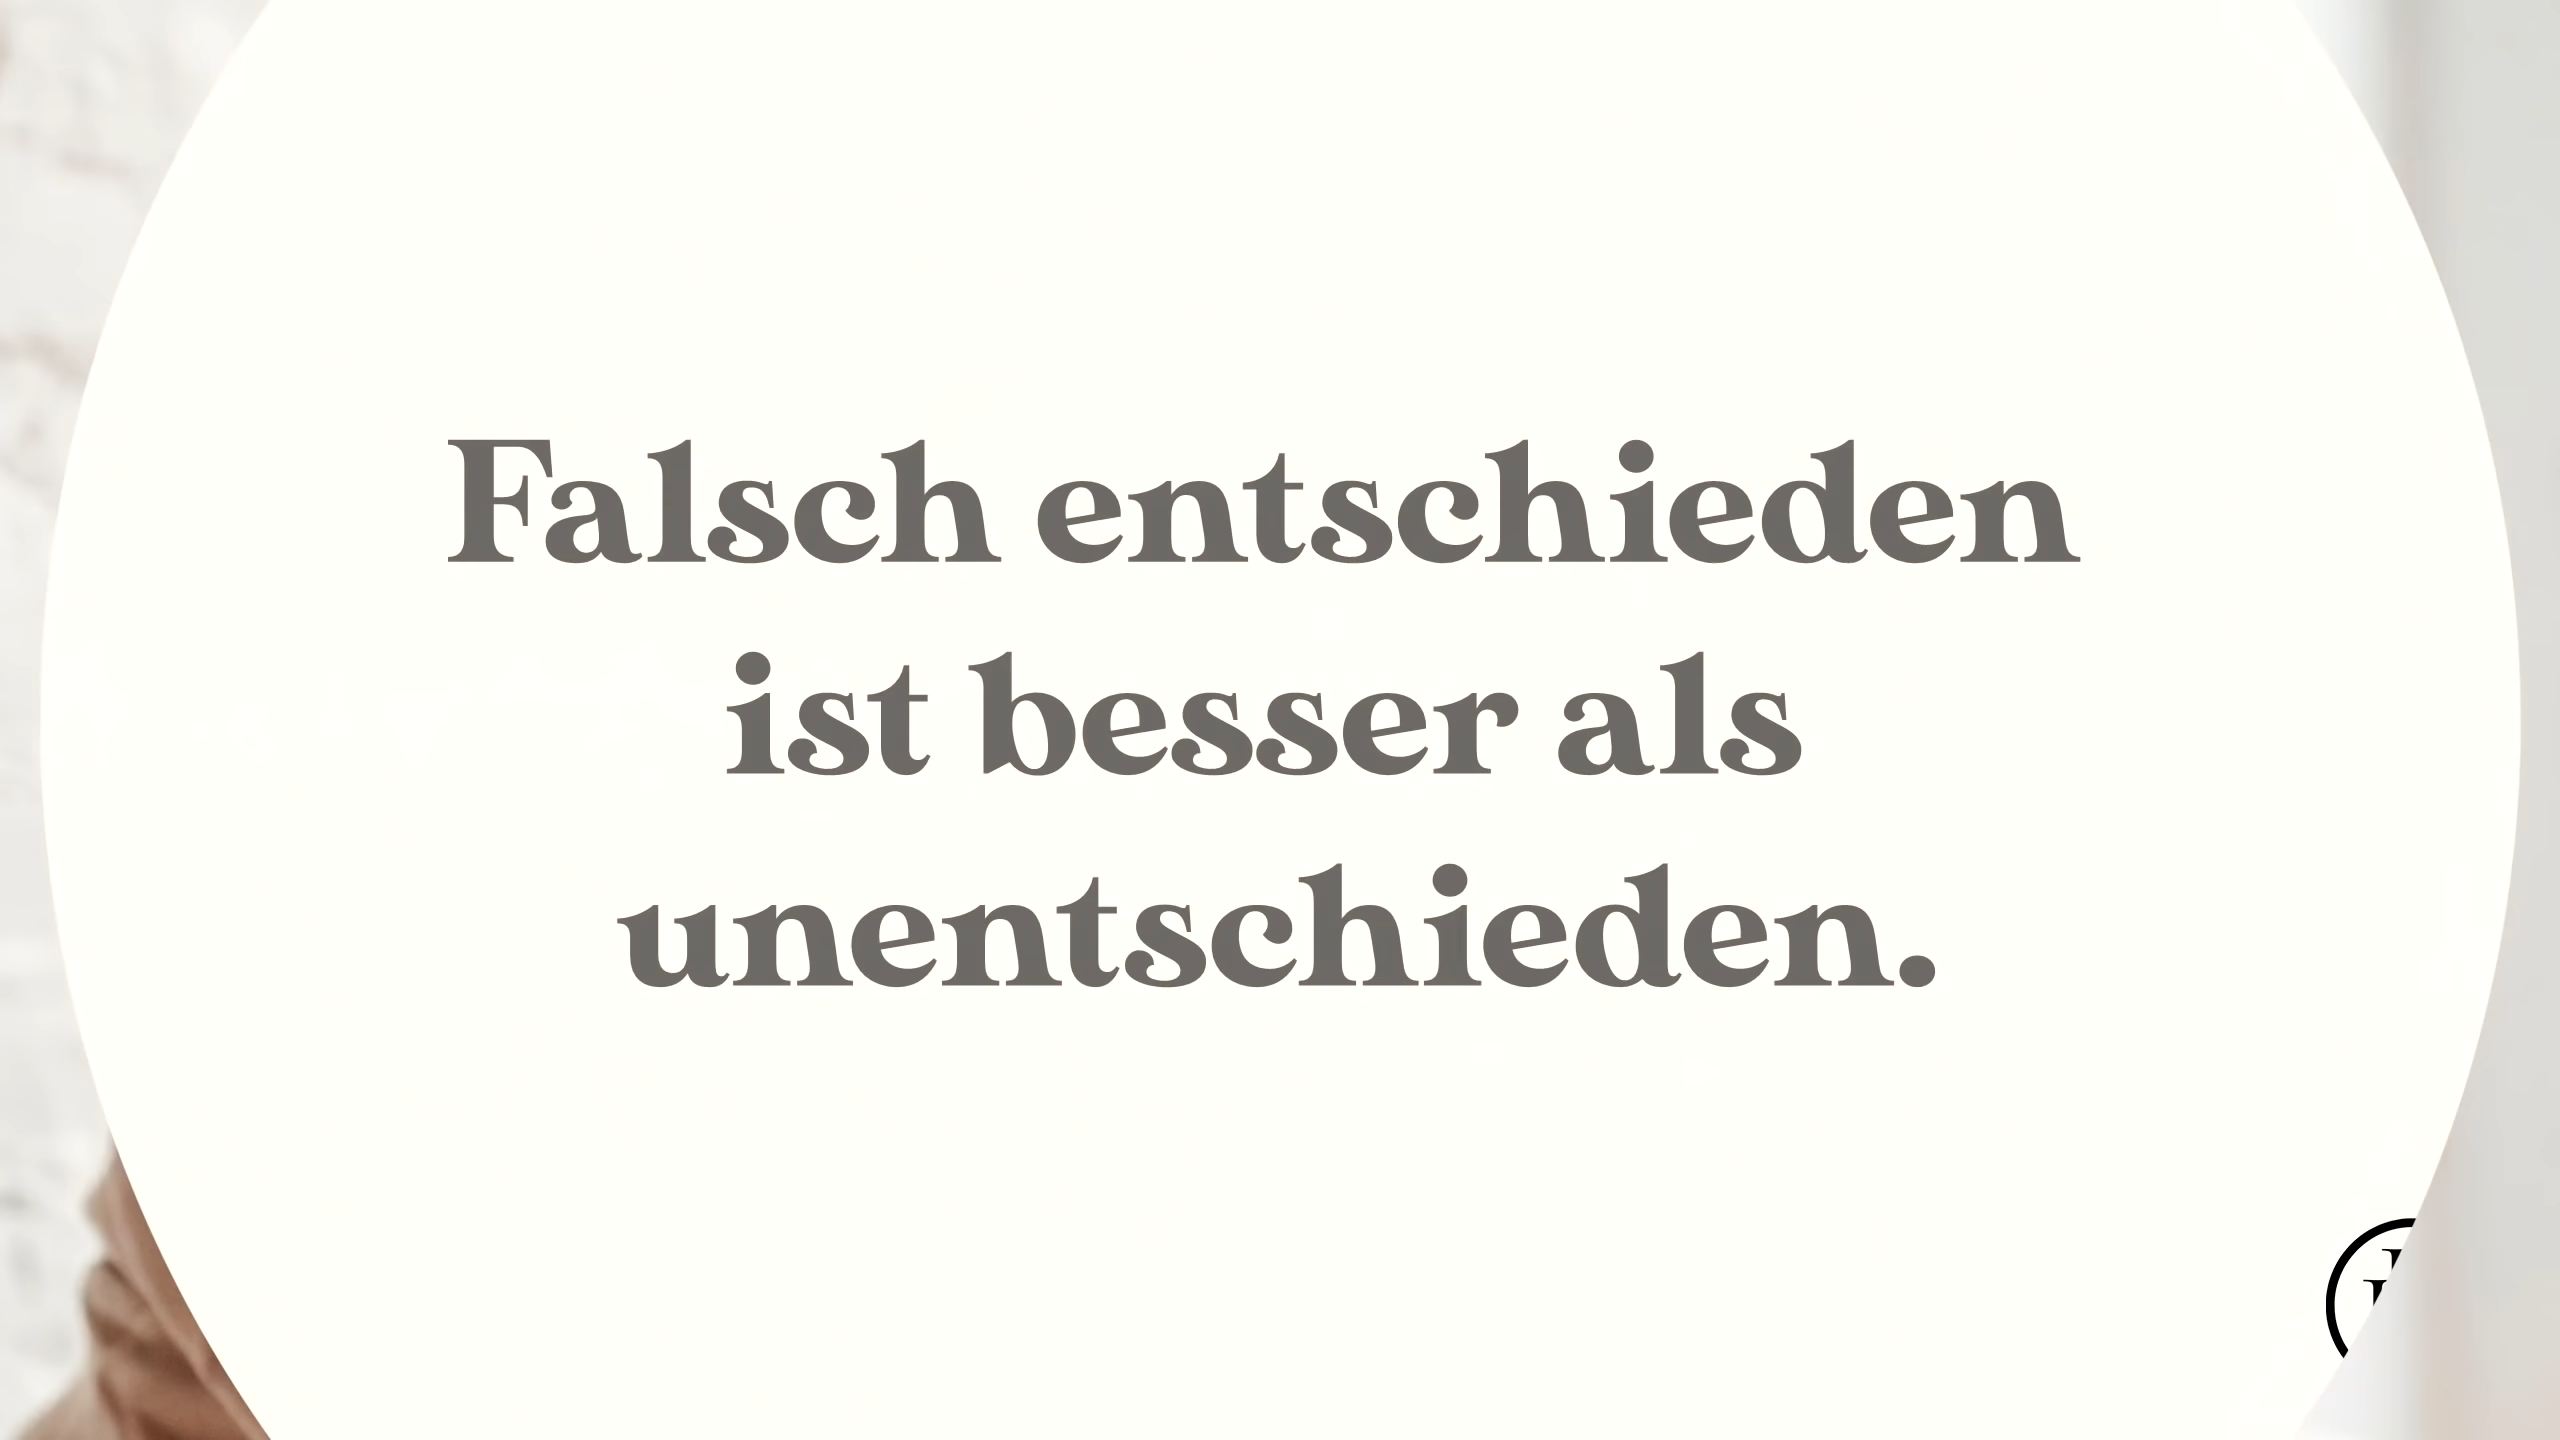 Falsch entschieden
ist besser als
unentschieden.